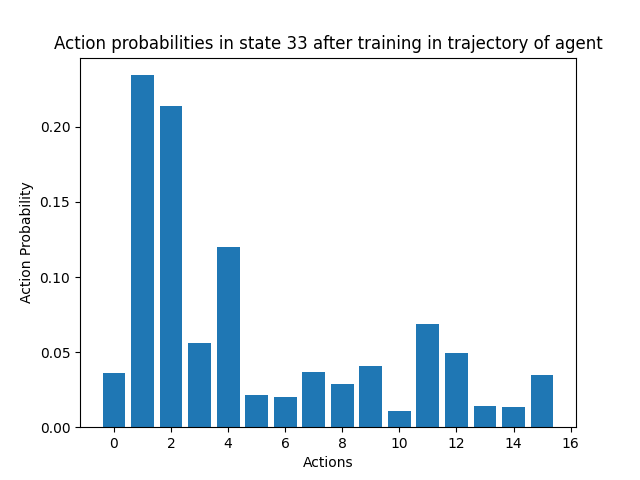 Action probabilities in state 33 after training in trajectory of agent
0.20
0.15
0.10
0.05
0.00
Action Probability
0 2 4 6 8 10 12 14 16
Actions